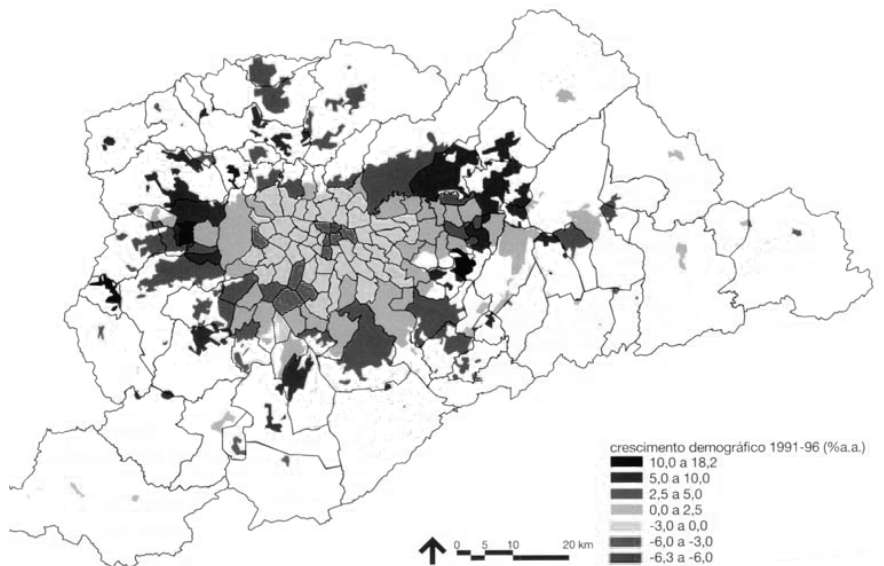 crescimento demográfico 1991-96 (%a.a.)
10,0 a 18,2
5,0 a 10,0
2,5 a 5,0
0,0 a 2,5
-3,0 a 0,0
-6,0 a -3,0
-6,3 a -6,0
0 5 10 20 km